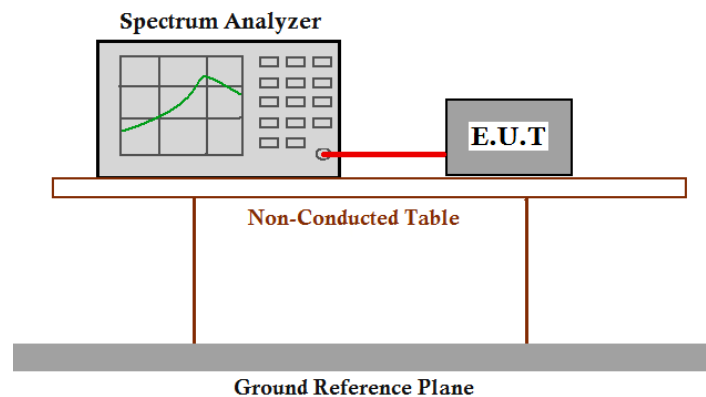 Spectrum Analyzer
E.U.T
Non-Conducted Table
Ground Reference Plane